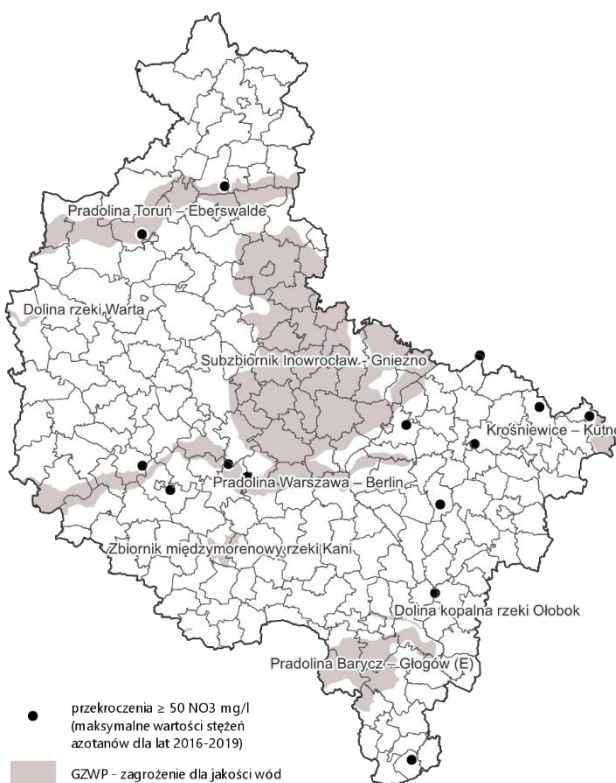 Pradolina Toruń – Eberswalde
Dolina rzeki Warta
Subzbiórnik Inowrocław - Gniezno
Krośniewice – Kutno
Pradolina Warszawa – Berlin
Zbiornik międzymorenowy rzeki Kani
Dolina kopalna rzeki Ołobok
Pradolina Barycz – Głogów (E)
przekroczenia ≥ 50 NO3 mg/l
(maksymalne wartości stężeń
azotanów dla lat 2016-2019)
GZWP - zagrożenie dla jakości wód